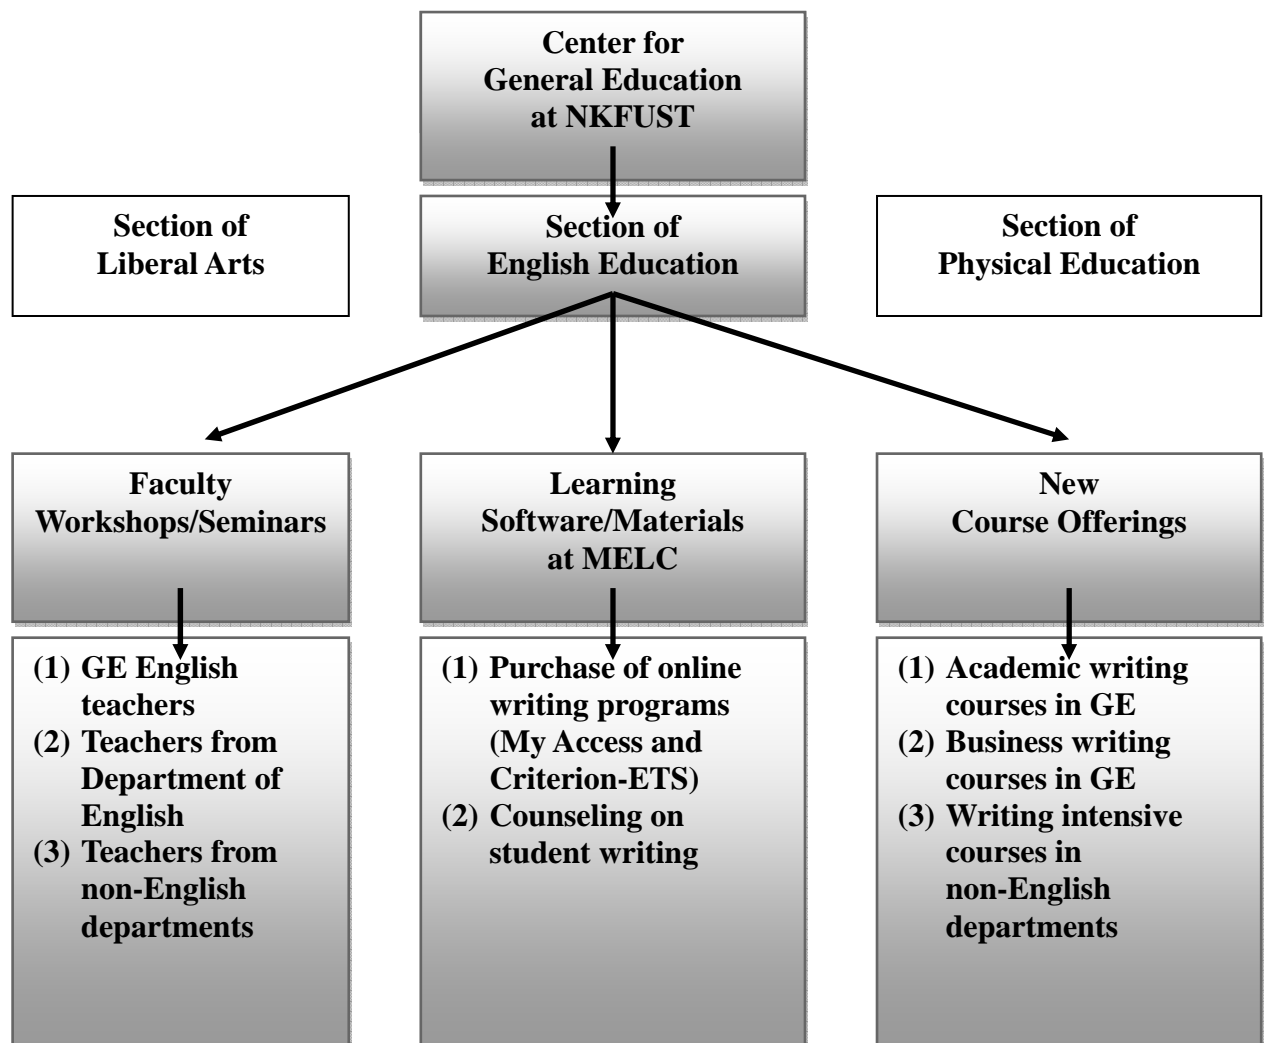 Center for
General Education
at NKFUST
Section of
Liberal Arts
Section of
English Education
Section of
Physical Education
Faculty
Workshops/Seminars
Learning
Software/Materials
at MELC
New
Course Offerings
(1) GE English
teachers
(2) Teachers from
Department of
English
(3) Teachers from
non-English
departments
(1) Purchase of online
writing programs
(My Access and
Criterion-ETS)
(2) Counseling on
student writing
(1) Academic writing
courses in GE
(2) Business writing
courses in GE
(3) Writing intensive
courses in
non-English
departments